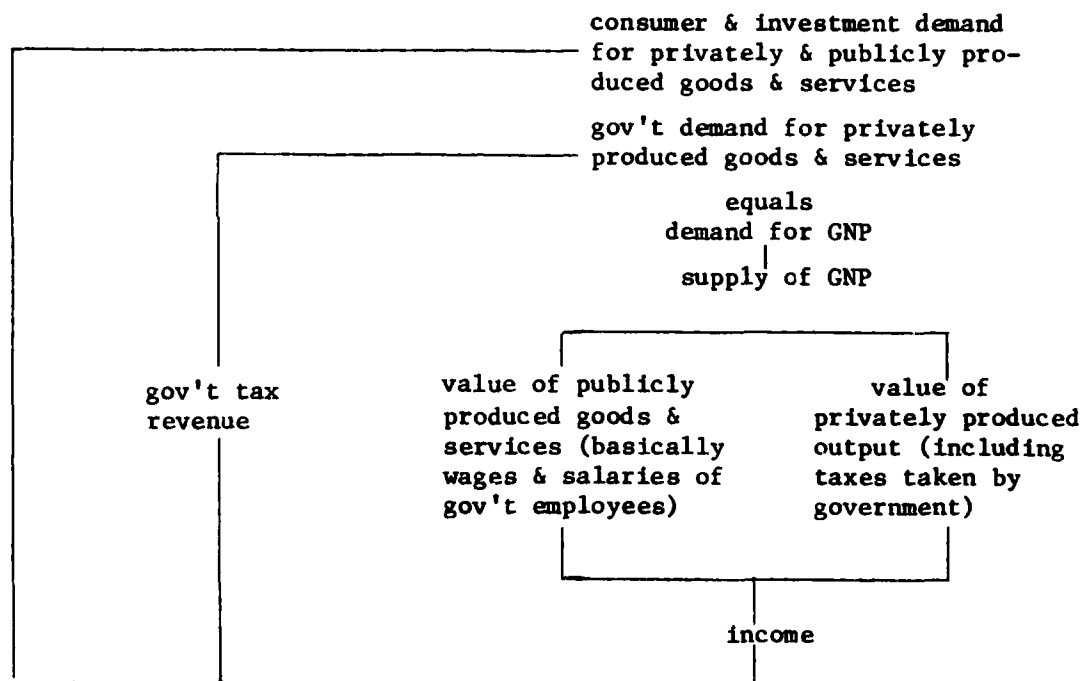 consumer & investment demand
for privately & publicly pro-
duced goods & services
gov't demand for privately
produced goods & services
equals
demand for GNP
supply of GNP
gov't tax
revenue
value of publicly
produced goods &
services (basically
wages & salaries of
gov't employees)
value of
privately produced
output (including
taxes taken by
government)
income